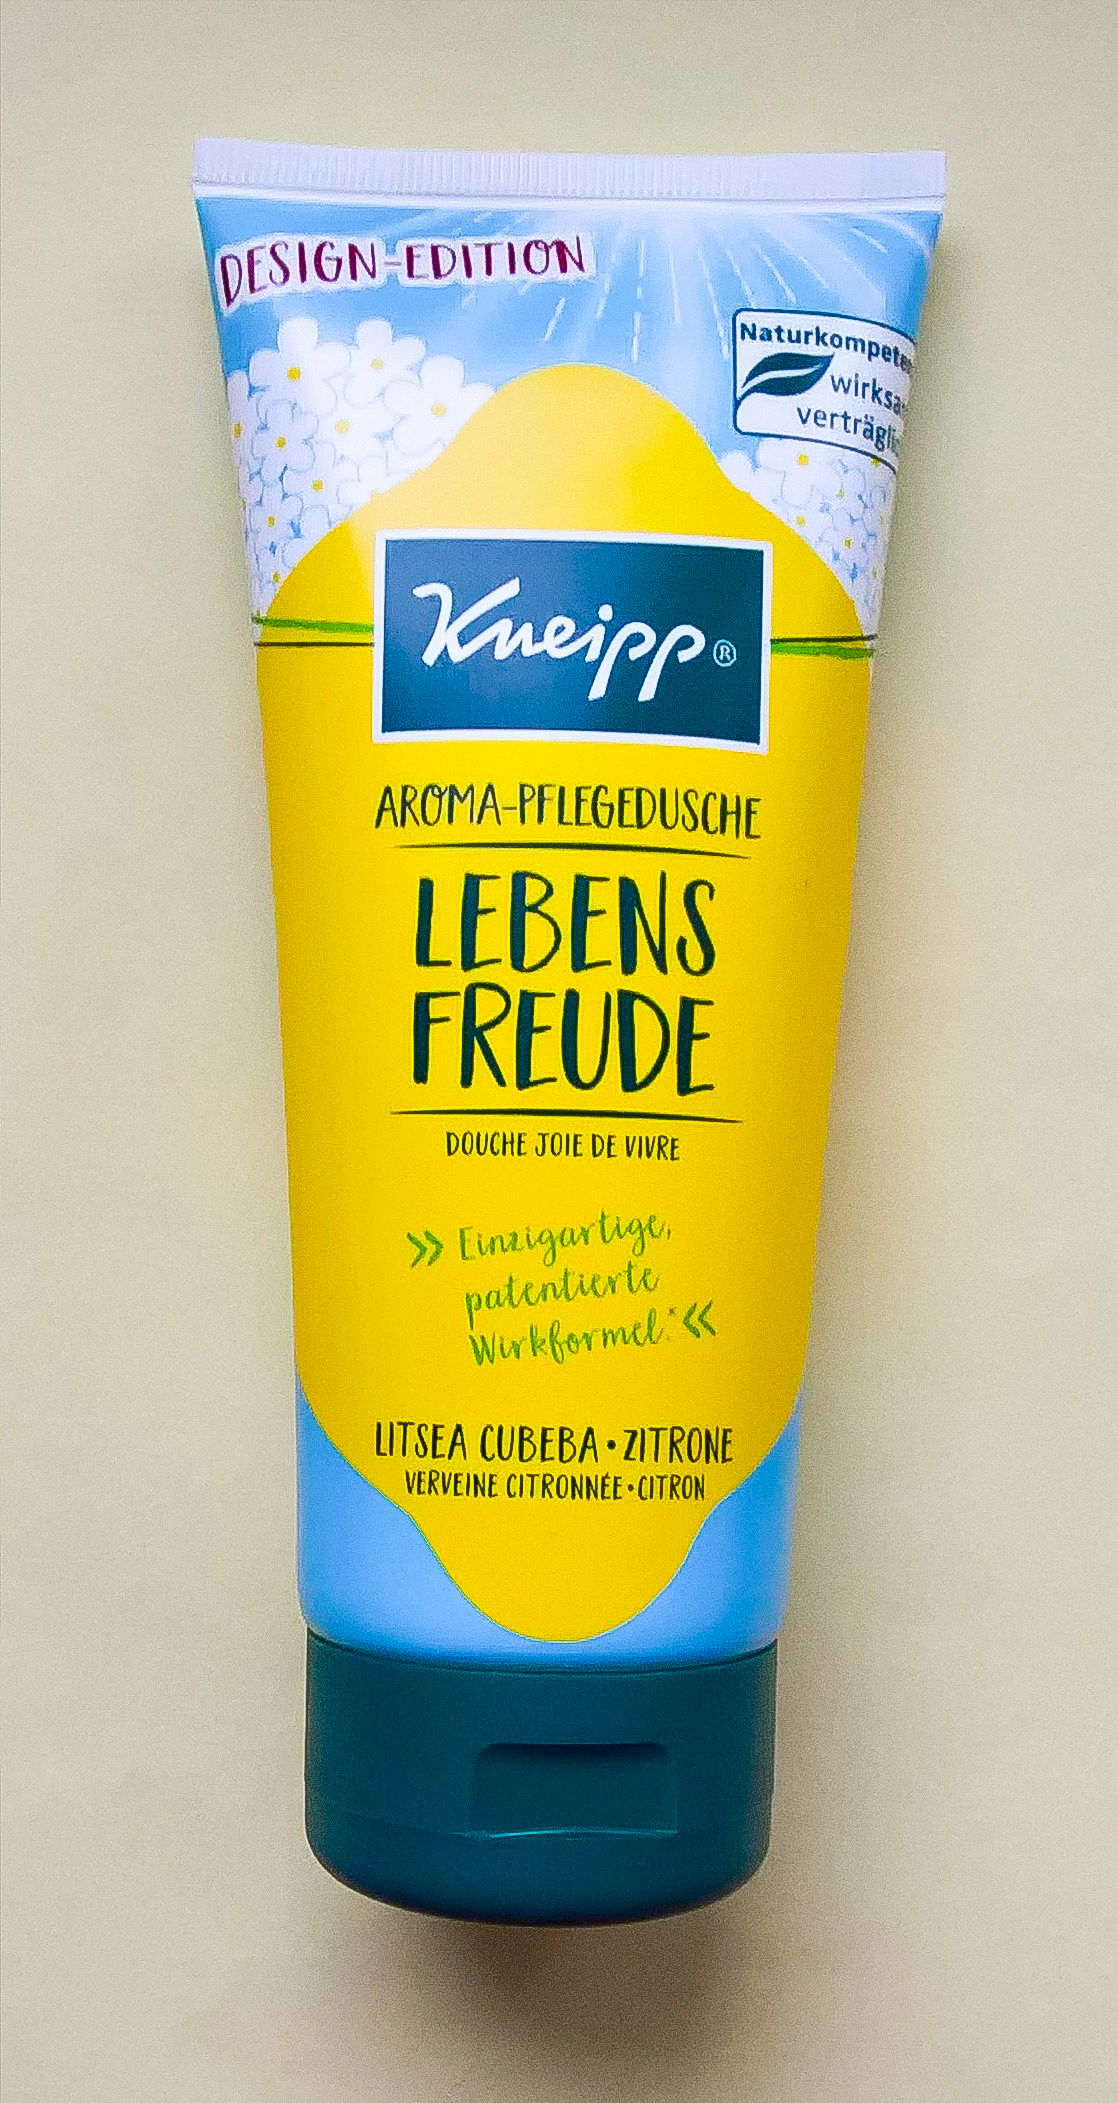 DESIGN-EDITION
Naturkompeten
wirksa
verträgli
Kneipp®
AROMA-PFLEGEDUSCHE
LEBENS
FREUDE
DOUCHE JOIE DE VIVRE
» Einzigartige,
patentierte
Wirkformel.* «
LITSEA CUBEBA • ZITRONE
VERVEINE CITRONNÉE • CITRON